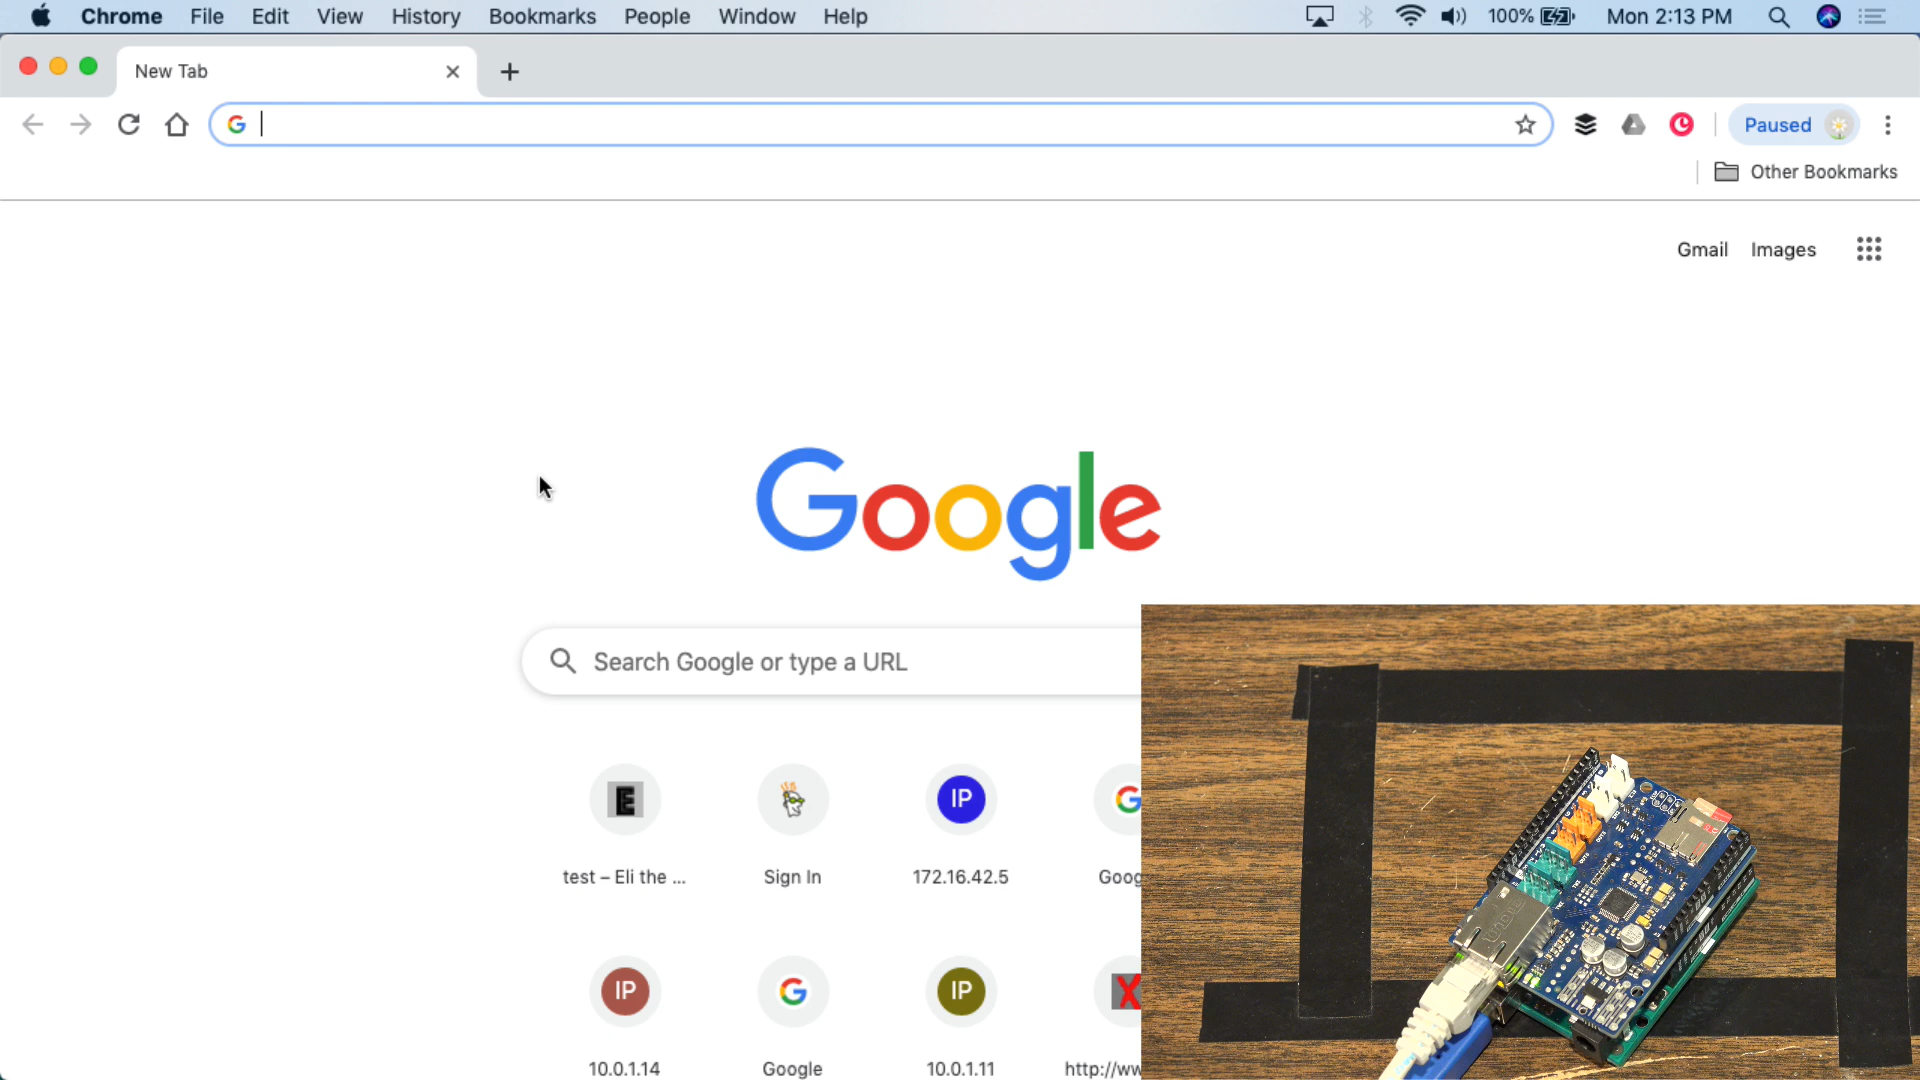 Chrome File Edit View History Bookmarks People Window Help 100% Mon 2:13 PM
New Tab
Paused
Other Bookmarks
Gmail Images
Google
Search Google or type a URL
E
IP
test – Eli the ... Sign In 172.16.42.5 Goog
IP IP X
10.0.1.14 Google 10.0.1.11 http://ww